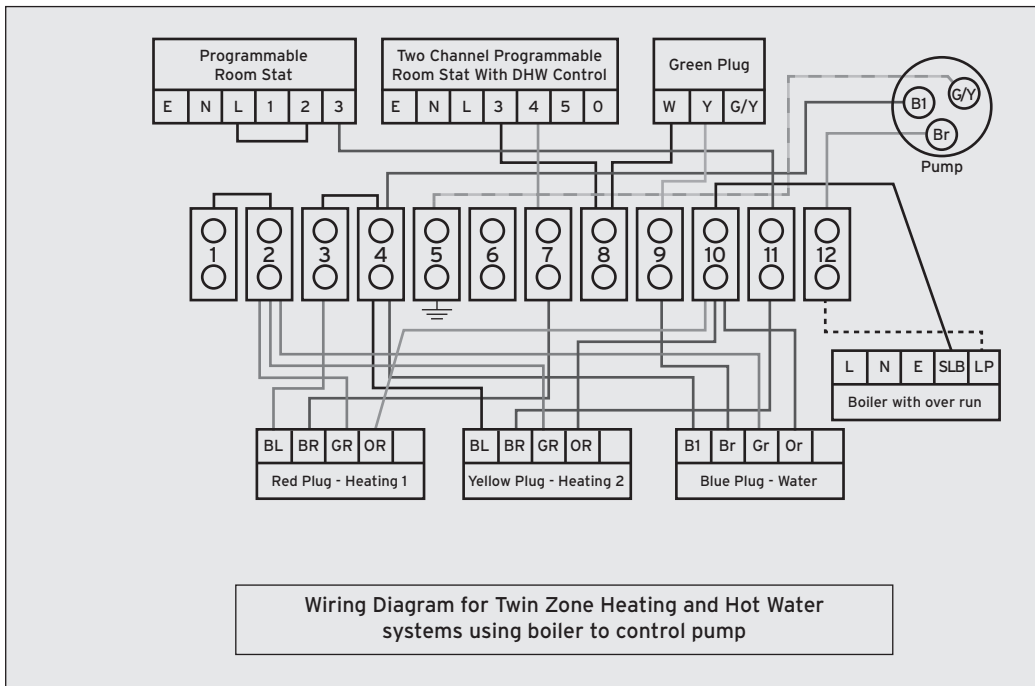 Programmable
Room Stat
E N L 1 2 3
Two Channel Programmable
Room Stat With DHW Control
E N L 3 4 5 0
Green Plug
W Y G/Y
B1
G/Y
Br
Pump
1 2 3 4 5 6 7 8 9 10 11 12
L N E SLB LP
Boiler with over run
BL BR GR OR
Red Plug - Heating 1
BL BR GR OR
Yellow Plug - Heating 2
B1 Br Gr Or
Blue Plug - Water
Wiring Diagram for Twin Zone Heating and Hot Water
systems using boiler to control pump